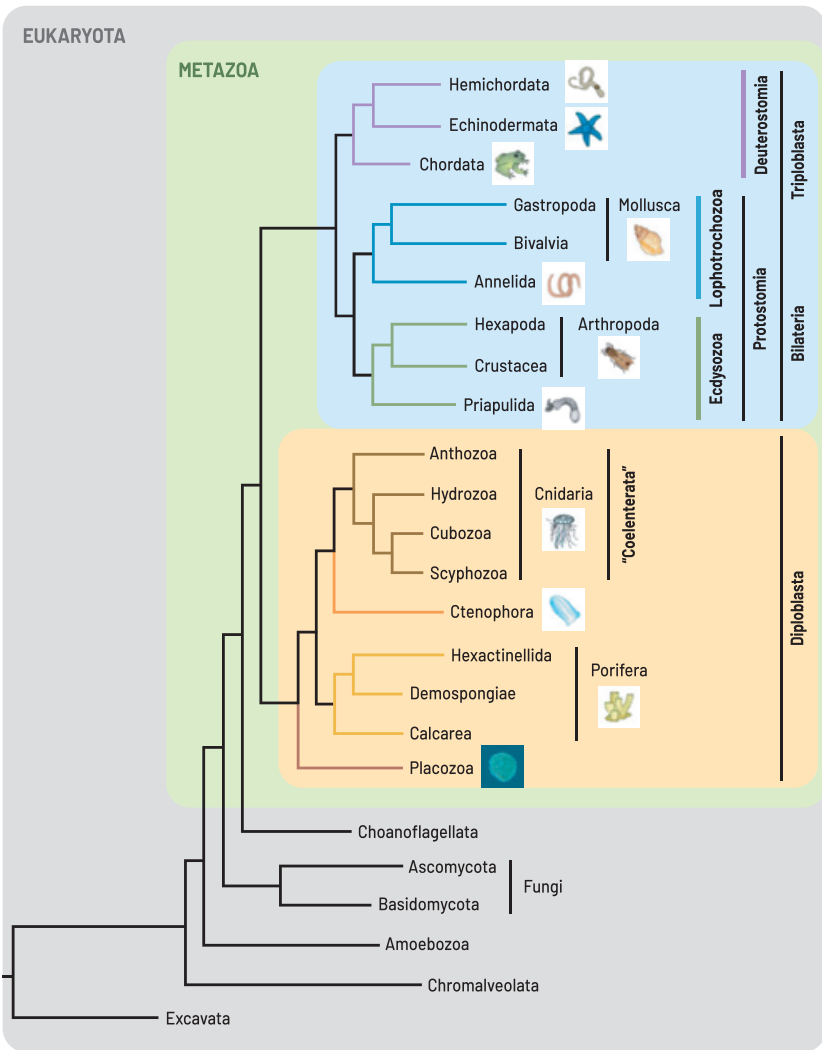 EUKARYOTA
METAZOA
Hemichordata
Echinodermata
Chordata
Deuterostomia
Triploblasta
Gastropoda
Mollusca
Bivalvia
Annelida
Lophotrochozoa
Hexapoda
Arthropoda
Crustacea
Priapulida
Ecdysozoa
Protostomia
Bilateria
Anthozoa
Hydrozoa
Cnidaria
Cubozoa
Scyphozoa
"Coelenterata"
Ctenophora
Hexactinellida
Porifera
Demospongiae
Calcarea
Placozoa
Diploblasta
Choanoflagellata
Ascomycota
Fungi
Basidomycota
Amoebozoa
Chromalveolata
Excavata